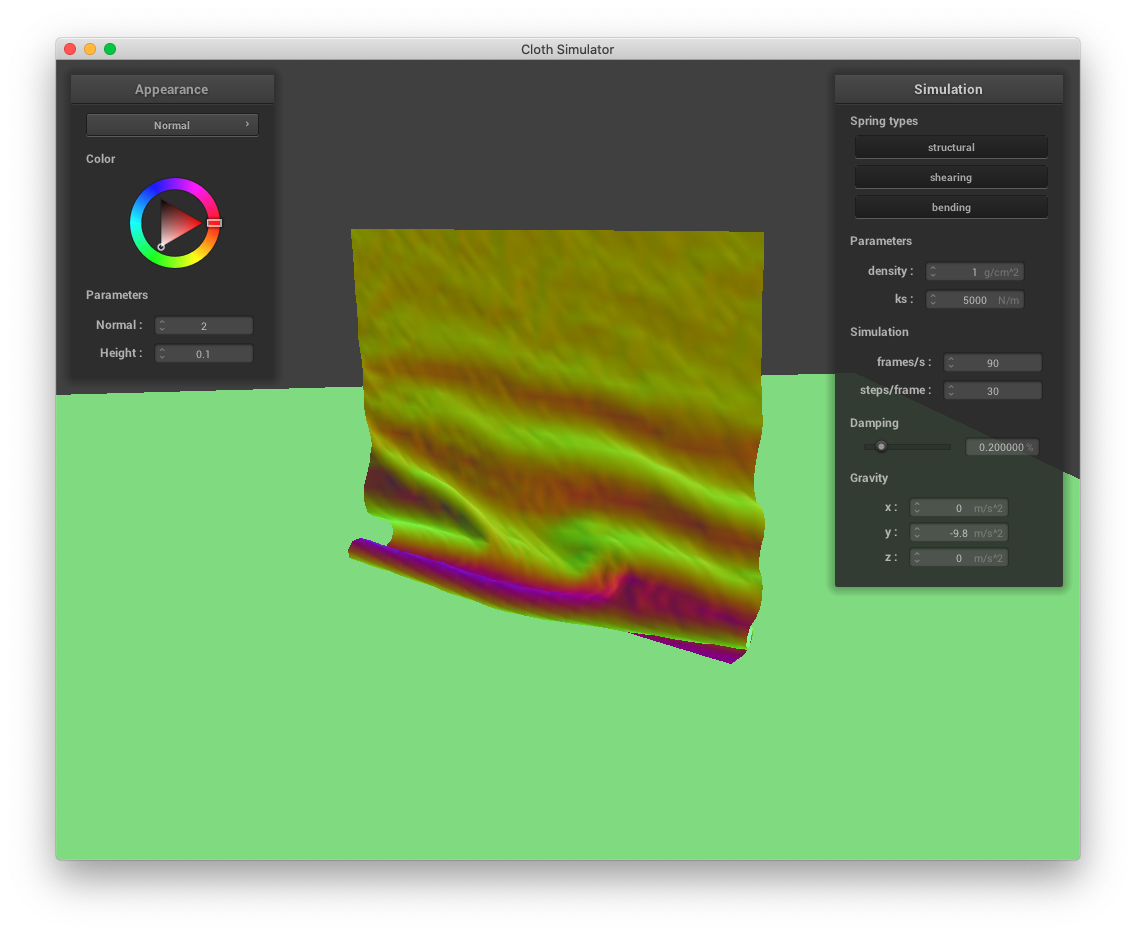 Cloth Simulator
Appearance
Normal
Color
Parameters
Normal : 2
Height : 0.1
Simulation
Spring types
structural
shearing
bending
Parameters
density : 1 g/cm^2
ks : 5000 N/m
Simulation
frames/s : 90
steps/frame : 30
Damping
0.200000 %
Gravity
x : 0 m/s^2
y : -9.8 m/s^2
z : 0 m/s^2